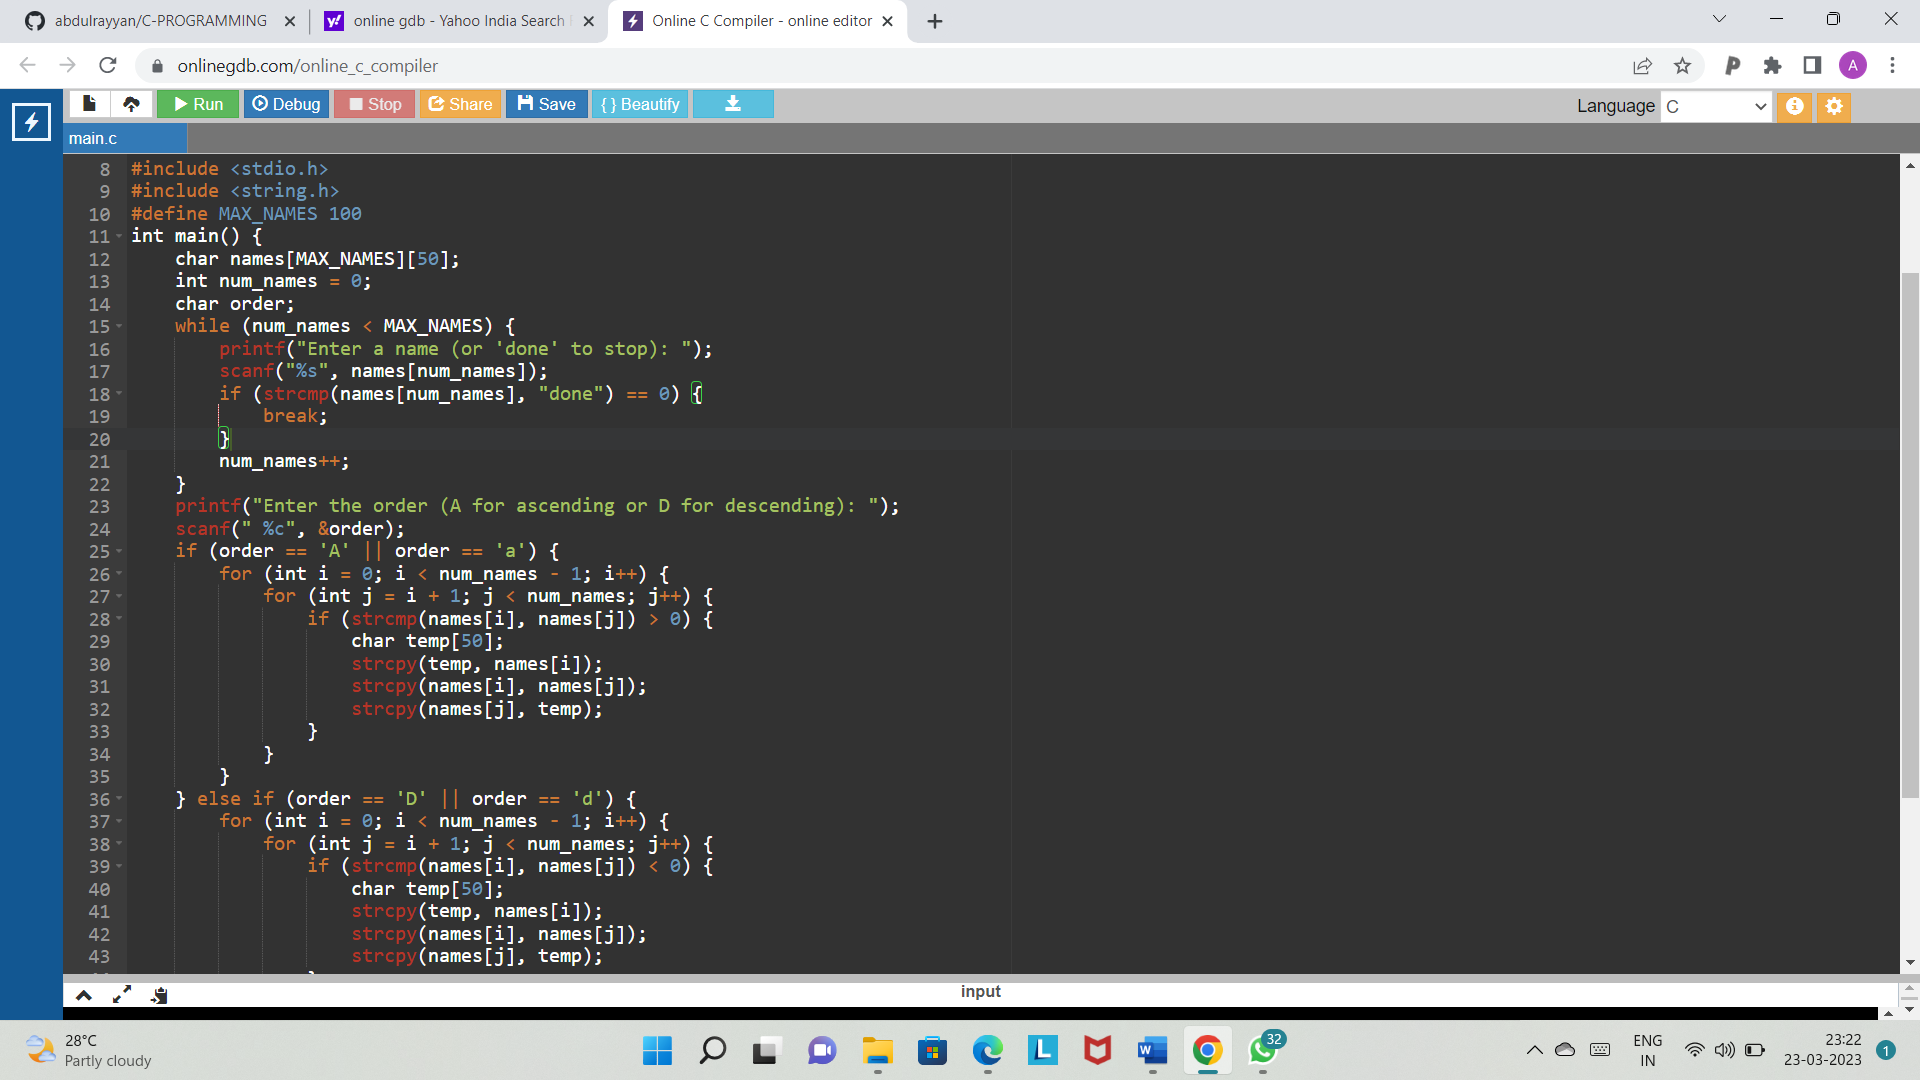 abdulrayyan/C-PROGRAMMING
online gdb - Yahoo India Search
Online C Compiler - online editor
onlinegdb.com/online_c_compiler
A
Run
Debug
Stop
Share
Save
{ } Beautify
Language
C
main.c
8 #include <stdio.h>
9 #include <string.h>
10 #define MAX_NAMES 100
11 int main() {
12 char names[MAX_NAMES][50];
13 int num_names = 0;
14 char order;
15 while (num_names < MAX_NAMES) {
16 printf("Enter a name (or 'done' to stop): ");
17 scanf("%s", names[num_names]);
18 if (strcmp(names[num_names], "done") == 0) {
19 break;
20 }
21 num_names++;
22 }
23 printf("Enter the order (A for ascending or D for descending): ");
24 scanf(" %c", &order);
25 if (order == 'A' || order == 'a') {
26 for (int i = 0; i < num_names - 1; i++) {
27 for (int j = i + 1; j < num_names; j++) {
28 if (strcmp(names[i], names[j]) > 0) {
29 char temp[50];
30 strcpy(temp, names[i]);
31 strcpy(names[i], names[j]);
32 strcpy(names[j], temp);
33 }
34 }
35 }
36 } else if (order == 'D' || order == 'd') {
37 for (int i = 0; i < num_names - 1; i++) {
38 for (int j = i + 1; j < num_names; j++) {
39 if (strcmp(names[i], names[j]) < 0) {
40 char temp[50];
41 strcpy(temp, names[i]);
42 strcpy(names[i], names[j]);
43 strcpy(names[j], temp);
input
28°C
Partly cloudy
32
ENG
IN
23:22
23-03-2023
1